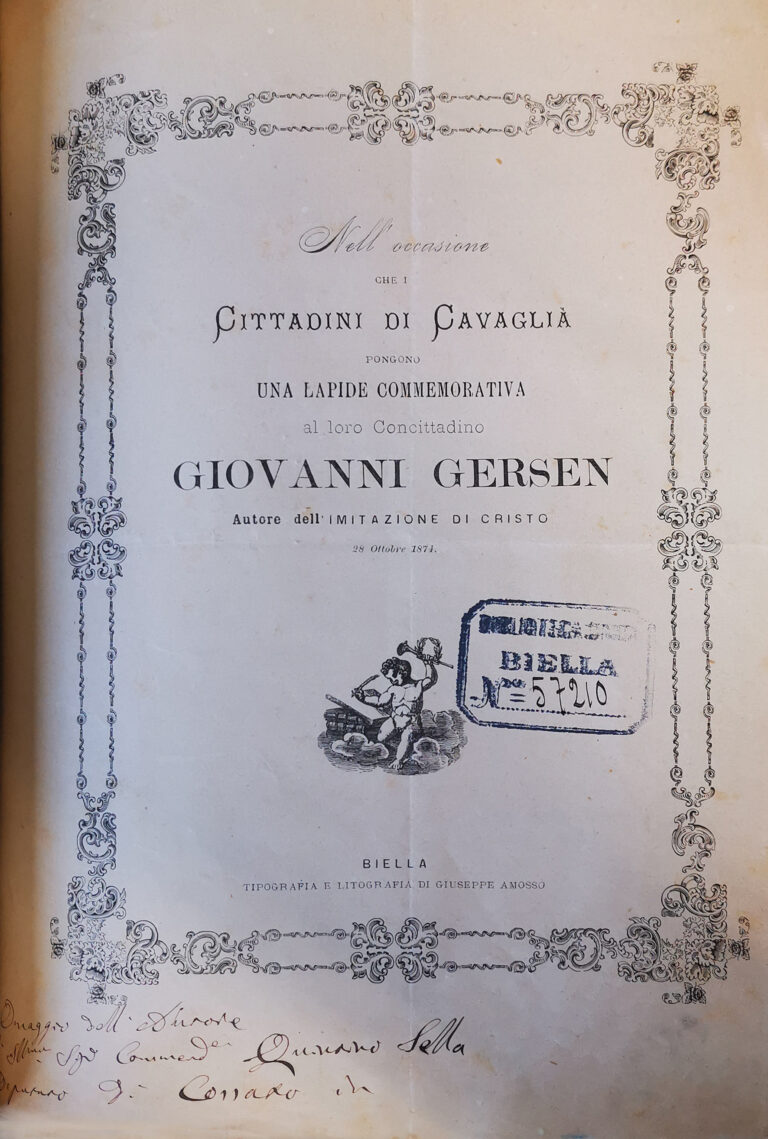 Nell' occasione
CHE I
CITTADINI DI CAVAGLIÀ
PONGONO
UNA LAPIDE COMMEMORATIVA
al loro Concittadino
GIOVANNI GERSEN
Autore dell' IMITAZIONE DI CRISTO
28 Ottobre 1874.
BIELLA
N 57210
BIELLA
TIPOGRAFIA E LITOGRAFIA DI GIUSEPPE AMOSSO
Omaggio dell' Autore
Quintino Sella